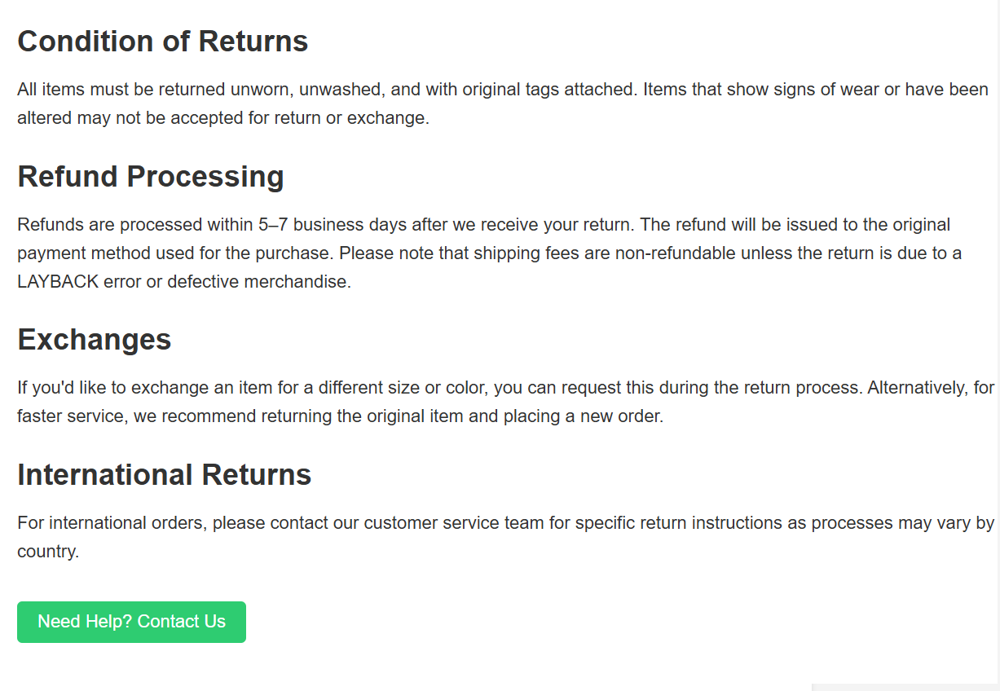 Condition of Returns
All items must be returned unworn, unwashed, and with original tags attached. Items that show signs of wear or have been
altered may not be accepted for return or exchange.
Refund Processing
Refunds are processed within 5–7 business days after we receive your return. The refund will be issued to the original
payment method used for the purchase. Please note that shipping fees are non-refundable unless the return is due to a
LAYBACK error or defective merchandise.
Exchanges
If you'd like to exchange an item for a different size or color, you can request this during the return process. Alternatively, for
faster service, we recommend returning the original item and placing a new order.
International Returns
For international orders, please contact our customer service team for specific return instructions as processes may vary by
country.
Need Help? Contact Us